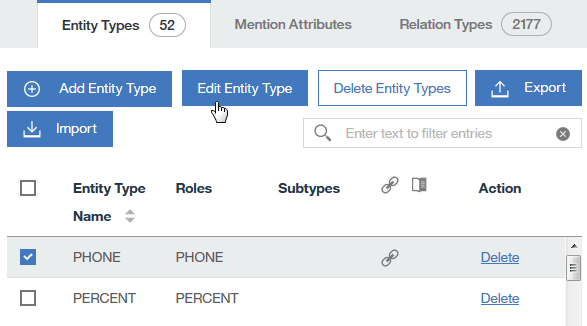 Entity Types 52 Mention Attributes Relation Types 2177
Add Entity Type Edit Entity Type Delete Entity Types Export
Import Enter text to filter entries
Entity Type Roles Subtypes Action
Name
PHONE PHONE Delete
PERCENT PERCENT Delete